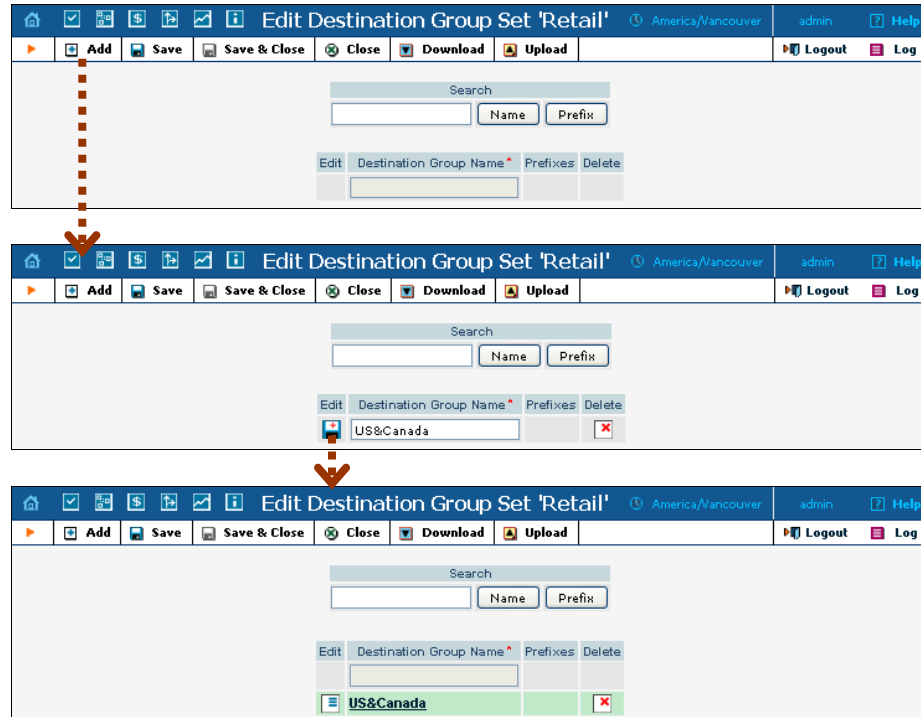 Edit Destination Group Set 'Retail' America/Vancouver admin ? Help
Add Save Save & Close Close Download Upload Logout Log
Search
Name Prefix
Edit Destination Group Name* Prefixes Delete
Edit Destination Group Set 'Retail' America/Vancouver admin ? Help
Add Save Save & Close Close Download Upload Logout Log
Search
Name Prefix
Edit Destination Group Name* Prefixes Delete
US&Canada
Edit Destination Group Set 'Retail' America/Vancouver admin ? Help
Add Save Save & Close Close Download Upload Logout Log
Search
Name Prefix
Edit Destination Group Name* Prefixes Delete
US&Canada